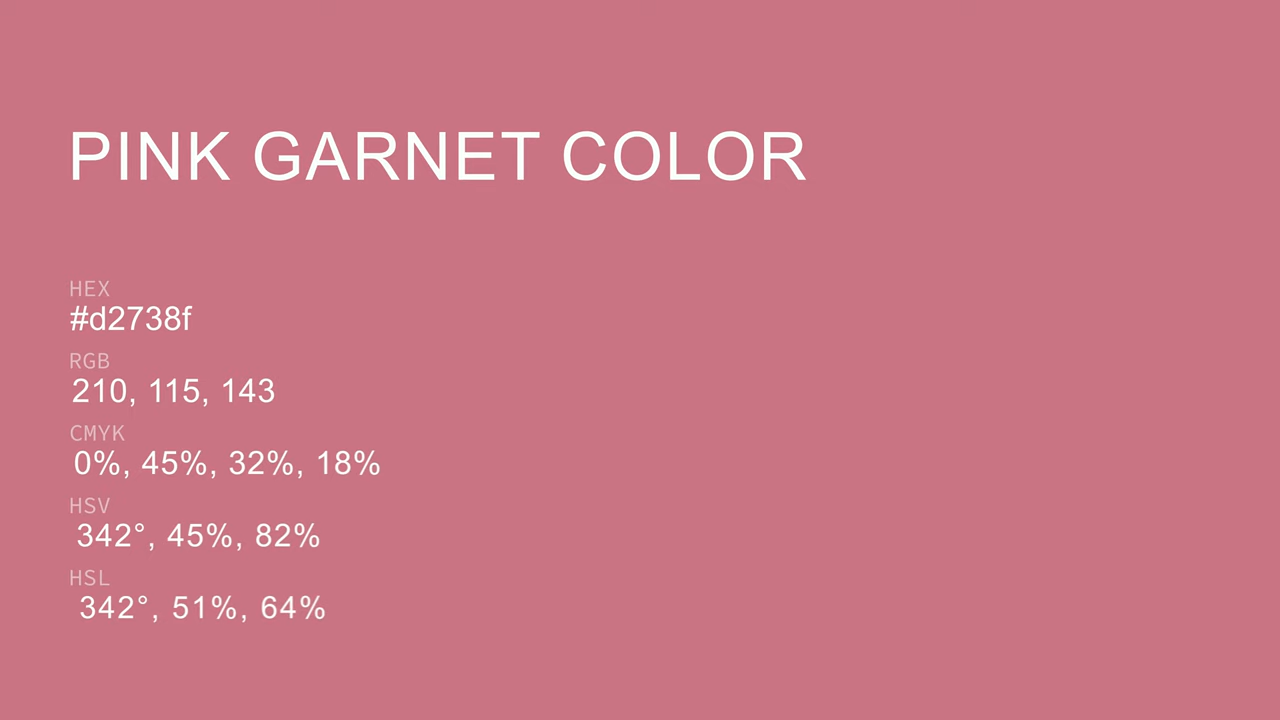 PINK GARNET COLOR
HEX
#d2738f
RGB
210, 115, 143
CMYK
0%, 45%, 32%, 18%
HSV
342°, 45%, 82%
HSL
342°, 51%, 64%